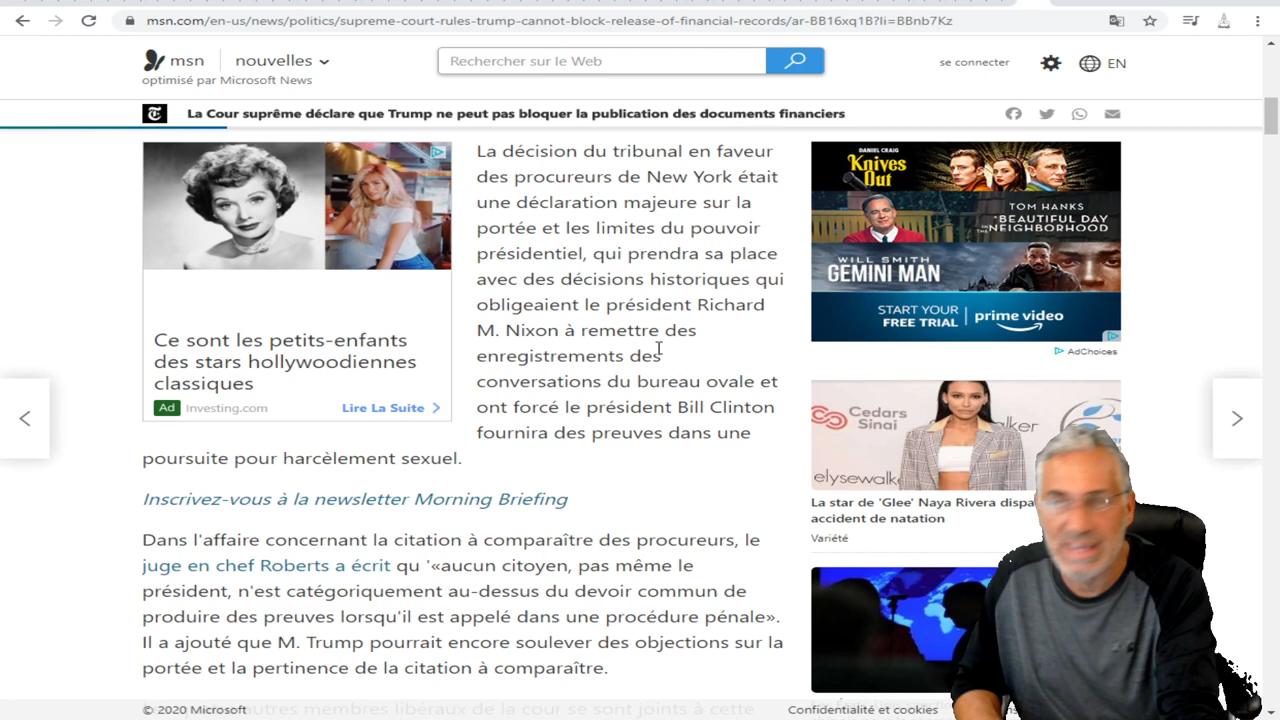 msn.com/en-us/news/politics/supreme-court-rules-trump-cannot-block-release-of-financial-records/ar-BB16xq1B?li=BBnb7Kz
msn
nouvelles
Rechercher sur le Web
se connecter
EN
optimisé par Microsoft News
La Cour suprême déclare que Trump ne peut pas bloquer la publication des documents financiers
Ce sont les petits-enfants
des stars hollywoodiennes
classiques
Ad Investing.com
Lire La Suite
La décision du tribunal en faveur
des procureurs de New York était
une déclaration majeure sur la
portée et les limites du pouvoir
présidentiel, qui prendra sa place
avec des décisions historiques qui
obligeaient le président Richard
M. Nixon à remettre des
enregistrements des
conversations du bureau ovale et
ont forcé le président Bill Clinton
fournira des preuves dans une
poursuite pour harcèlement sexuel.
Inscrivez-vous à la newsletter Morning Briefing
Dans l'affaire concernant la citation à comparaître des procureurs, le
juge en chef Roberts a écrit qu '«aucun citoyen, pas même le
président, n'est catégoriquement au-dessus du devoir commun de
produire des preuves lorsqu'il est appelé dans une procédure pénale».
Il a ajouté que M. Trump pourrait encore soulever des objections sur la
portée et la pertinence de la citation à comparaître.
autres membres libéraux de la cour se sont joints à cette
DANIEL CRAIG
Knives
Out
TOM HANKS
A BEAUTIFUL DAY
IN THE NEIGHBORHOOD
WILL SMITH
GEMINI MAN
START YOUR
FREE TRIAL
prime video
AdChoices
Cedars
Sinai
elysewalk
La star de 'Glee' Naya Rivera dispa
accident de natation
Variété
© 2020 Microsoft
Confidentialité et cookies